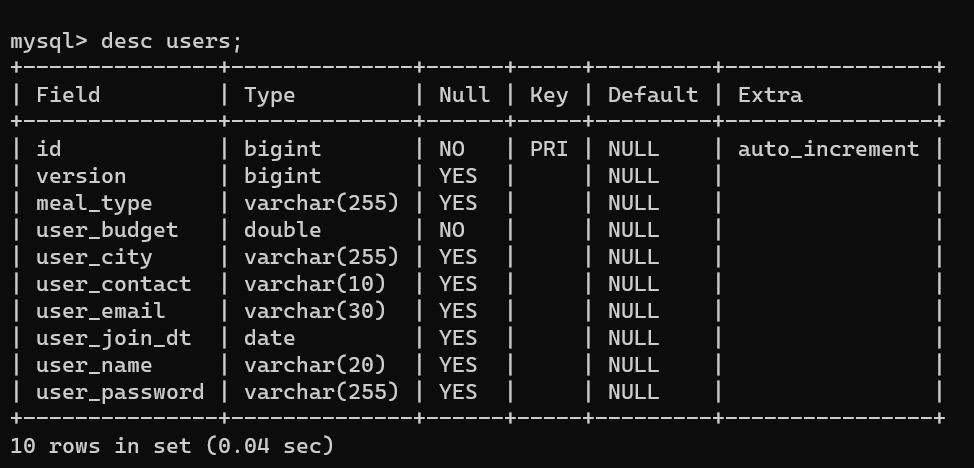 mysql> desc users;
+---------------+--------------+------+-----+---------+----------------+
| Field         | Type         | Null | Key | Default | Extra          |
+---------------+--------------+------+-----+---------+----------------+
| id            | bigint       | NO   | PRI | NULL    | auto_increment |
| version       | bigint       | YES  |     | NULL    |                |
| meal_type     | varchar(255) | YES  |     | NULL    |                |
| user_budget   | double       | NO   |     | NULL    |                |
| user_city     | varchar(255) | YES  |     | NULL    |                |
| user_contact  | varchar(10)  | YES  |     | NULL    |                |
| user_email    | varchar(30)  | YES  |     | NULL    |                |
| user_join_dt  | date         | YES  |     | NULL    |                |
| user_name     | varchar(20)  | YES  |     | NULL    |                |
| user_password | varchar(255) | YES  |     | NULL    |                |
+---------------+--------------+------+-----+---------+----------------+
10 rows in set (0.04 sec)